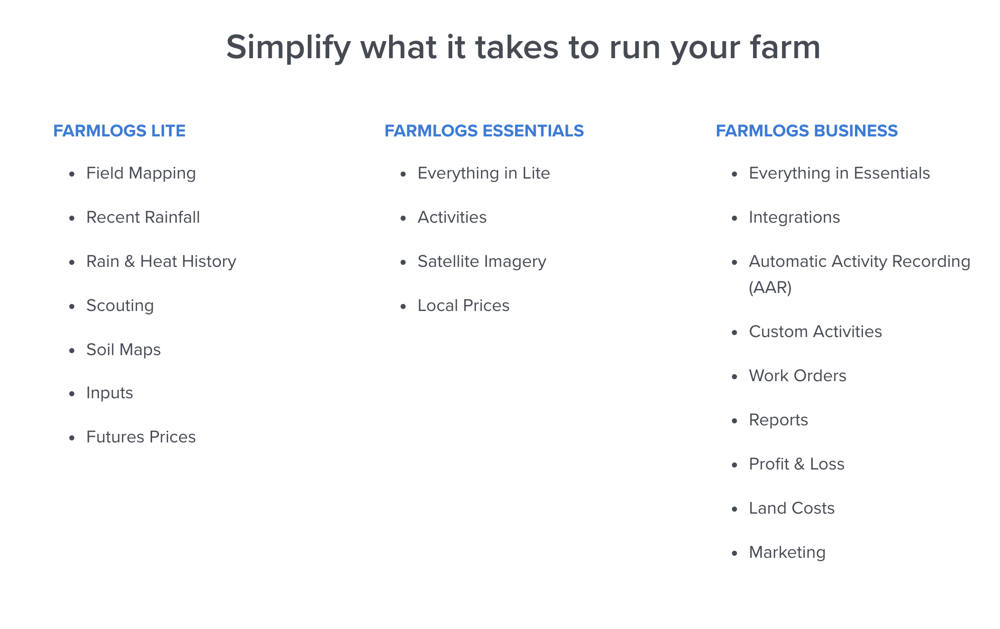 Simplify what it takes to run your farm
FARMLOGS LITE
Field Mapping
Recent Rainfall
Rain & Heat History
Scouting
Soil Maps
Inputs
Futures Prices
FARMLOGS ESSENTIALS
Everything in Lite
Activities
Satellite Imagery
Local Prices
FARMLOGS BUSINESS
Everything in Essentials
Integrations
Automatic Activity Recording
(AAR)
Custom Activities
Work Orders
Reports
Profit & Loss
Land Costs
Marketing